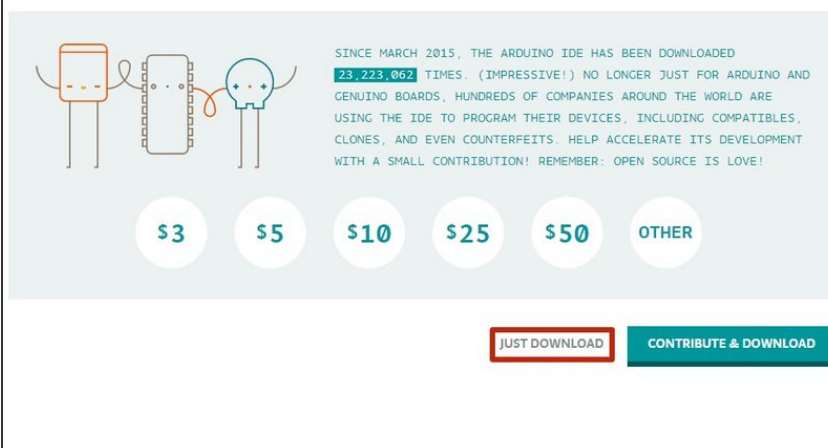 SINCE MARCH 2015, THE ARDUINO IDE HAS BEEN DOWNLOADED
23,223,062 TIMES. (IMPRESSIVE!) NO LONGER JUST FOR ARDUINO AND
GENUINO BOARDS, HUNDREDS OF COMPANIES AROUND THE WORLD ARE
USING THE IDE TO PROGRAM THEIR DEVICES, INCLUDING COMPATIBLES,
CLONES, AND EVEN COUNTERFEITS. HELP ACCELERATE ITS DEVELOPMENT
WITH A SMALL CONTRIBUTION! REMEMBER: OPEN SOURCE IS LOVE!
$3 $5 $10 $25 $50 OTHER
JUST DOWNLOAD CONTRIBUTE & DOWNLOAD